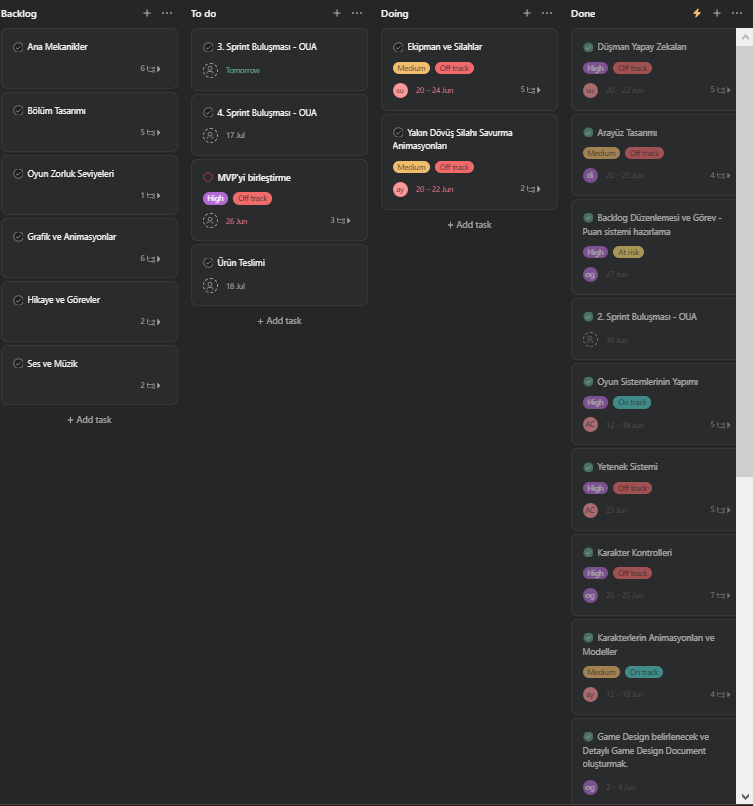 Backlog
Ana Mekanikler
6
Bölüm Tasarımı
5
Oyun Zorluk Seviyeleri
1
Grafik ve Animasyonlar
6
Hikaye ve Görevler
2
Ses ve Müzik
2
+ Add task
To do
3. Sprint Buluşması - OUA
Tomorrow
4. Sprint Buluşması - OUA
17 Jul
MVP'yi birleştirme
High Off track
26 Jun 3
Ürün Teslimi
18 Jul
+ Add task
Doing
Ekipman ve Silahlar
Medium Off track
su 20 – 24 Jun 5
Yakın Dövüş Silahı Savurma
Animasyonları
Medium Off track
ay 20 – 22 Jun 2
+ Add task
Done
Düşman Yapay Zekaları
High Off track
su 20 – 22 Jun 5
Arayüz Tasarımı
Medium Off track
di 20 – 25 Jun 4
Backlog Düzenlemesi ve Görev -
Puan sistemi hazırlama
High At risk
og 27 Jun
2. Sprint Buluşması - OUA
19 Jun
Oyun Sistemlerinin Yapımı
High On track
AC 12 – 18 Jun 5
Yetenek Sistemi
High Off track
AC 23 Jun 5
Karakter Kontrolleri
High Off track
og 20 – 25 Jun 7
Karakterlerin Animasyonları ve
Modeller
Medium On track
ay 12 – 18 Jun 4
Game Design belirlenecek ve
Detaylı Game Design Document
oluşturmak.
og 2 – 4 Jun